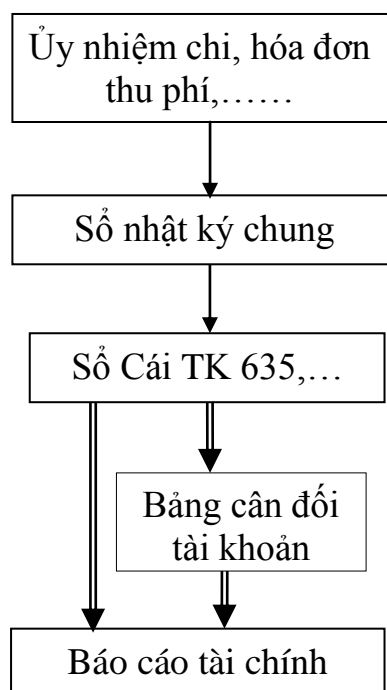 Ủy nhiệm chi, hóa đơn
thu phí,……
Sổ nhật ký chung
Sổ Cái TK 635,…
Bảng cân đối
tài khoản
Báo cáo tài chính